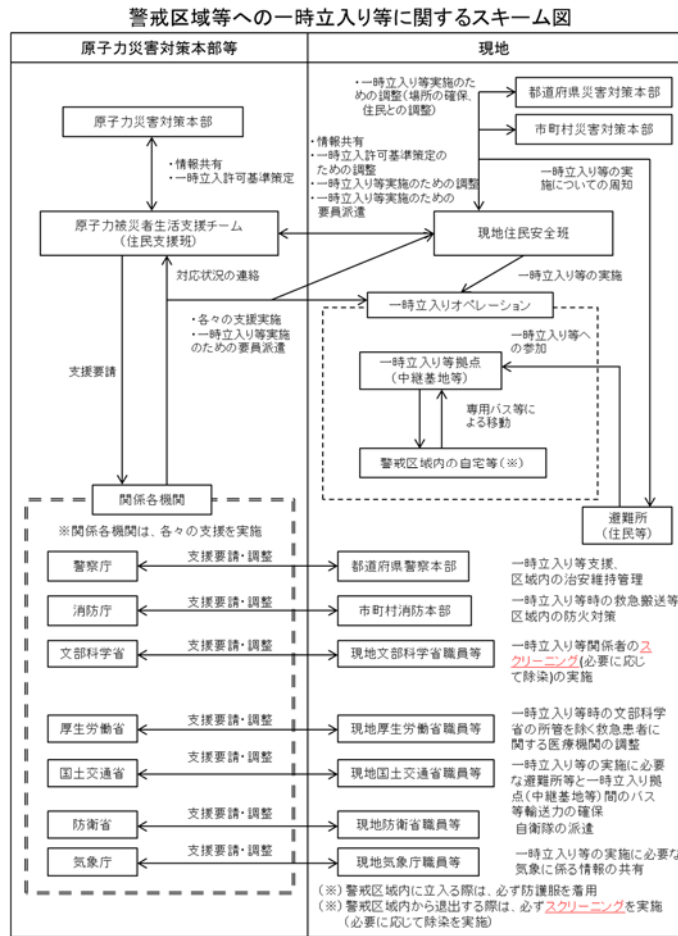 警戒区域等への一時立入り等に関するスキーム図
原子力災害対策本部等
現地
・一時立入り等実施のた
めの調整(場所の確保、
住民との調整)
都道府県災害対策本部
原子力災害対策本部
市町村災害対策本部
・情報共有
・一時立入許可基準策定
・情報共有
・一時立入許可基準策定の
ための調整
・一時立入り等実施のための調整
・一時立入り等実施のための
要員派遣
一時立入り等の実
施についての周知
原子力被災者生活支援チーム
(住民支援班)
現地住民安全班
対応状況の連絡
一時立入り等の実施
一時立入りオペレーション
・各々の支援実施
・一時立入り等実施
のための要員派遣
一時立入り等へ
の参加
支援要請
一時立入り等拠点
(中継基地等)
専用バス等に
よる移動
警戒区域内の自宅等(※)
関係各機関
避難所
(住民等)
※関係各機関は、各々の支援を実施
警察庁
支援要請・調整
都道府県警察本部
一時立入り等支援、
区域内の治安維持管理
消防庁
支援要請・調整
市町村消防本部
一時立入り等時の救急搬送等
区域内の防火対策
文部科学省
支援要請・調整
現地文部科学省職員等
一時立入り等関係者のス
クリーニング(必要に応じ
て除染)の実施
厚生労働省
支援要請・調整
現地厚生労働省職員等
一時立入り等時の文部科学
省の所管を除く救急患者に
関する医療機関の調整
国土交通省
支援要請・調整
現地国土交通省職員等
一時立入り等の実施に必要
な避難所等と一時立入り拠
点(中継基地等)間のバス
等輸送力の確保
防衛省
支援要請・調整
現地防衛省職員等
自衛隊の派遣
気象庁
支援要請・調整
現地気象庁職員等
一時立入り等の実施に必要な
気象に係る情報の共有
(※)警戒区域内に立入る際は、必ず防護服を着用
(※)警戒区域内から退出する際は、必ずスクリーニングを実施
(必要に応じて除染を実施)